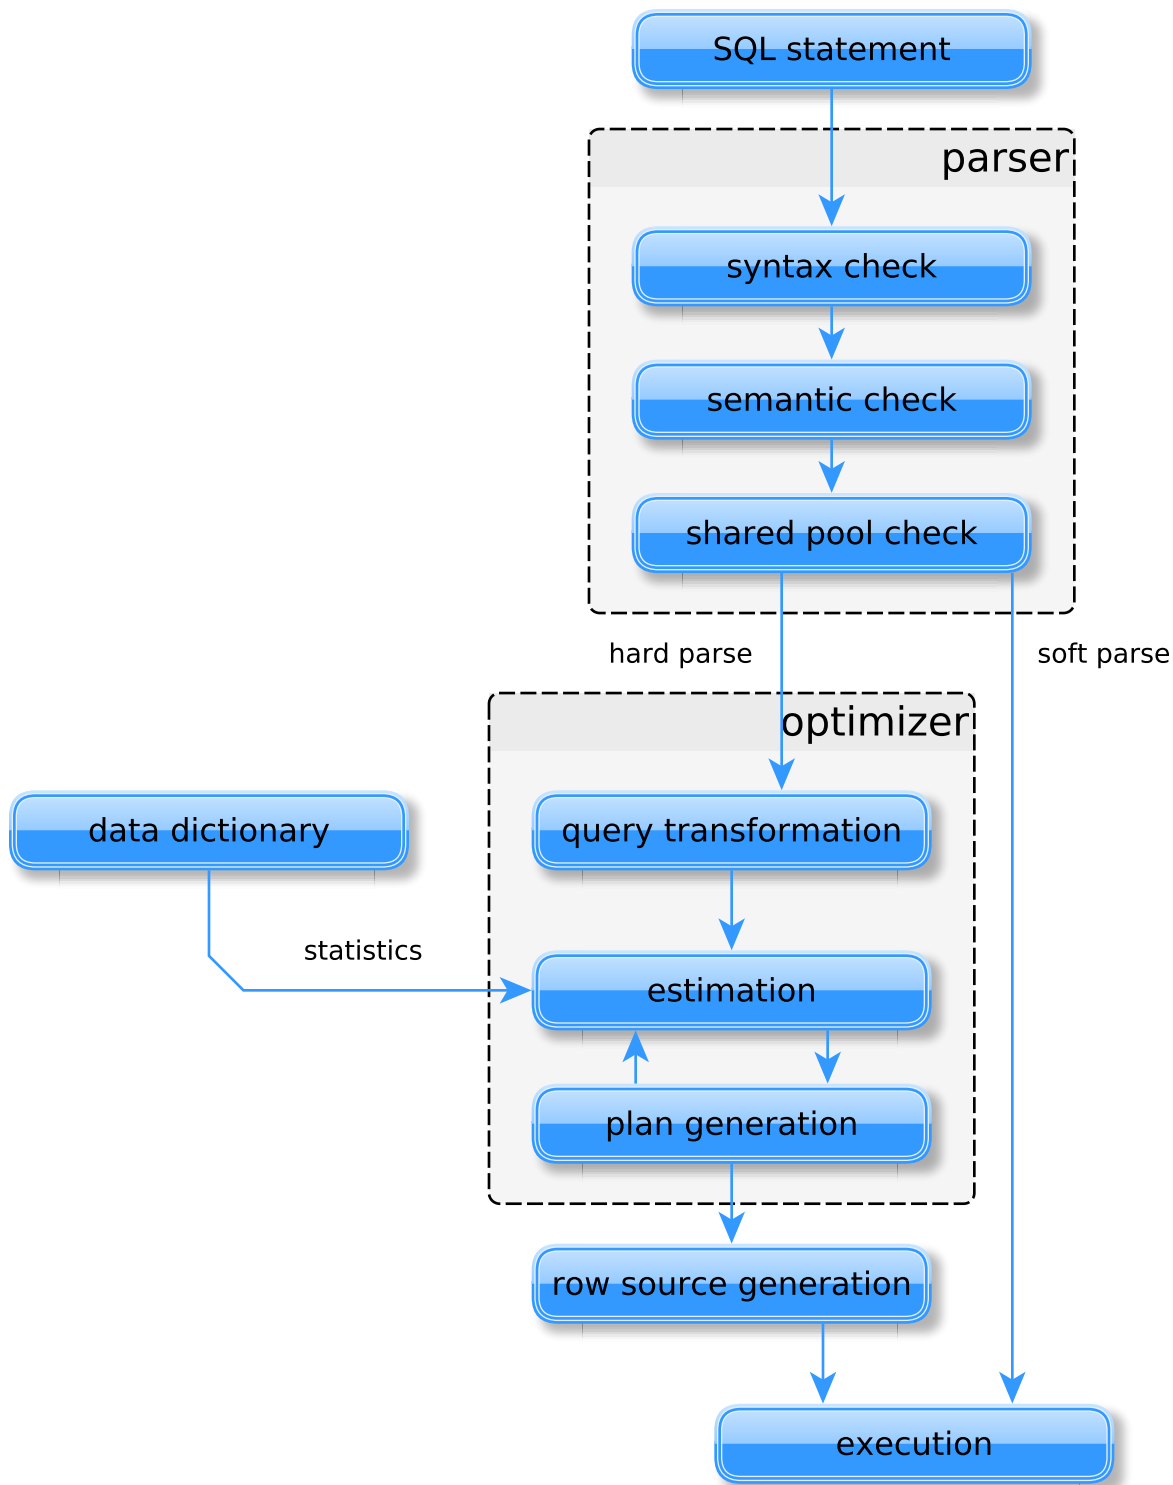 SQL statement
parser
syntax check
semantic check
shared pool check
hard parse
soft parse
optimizer
data dictionary
query transformation
statistics
estimation
plan generation
row source generation
execution